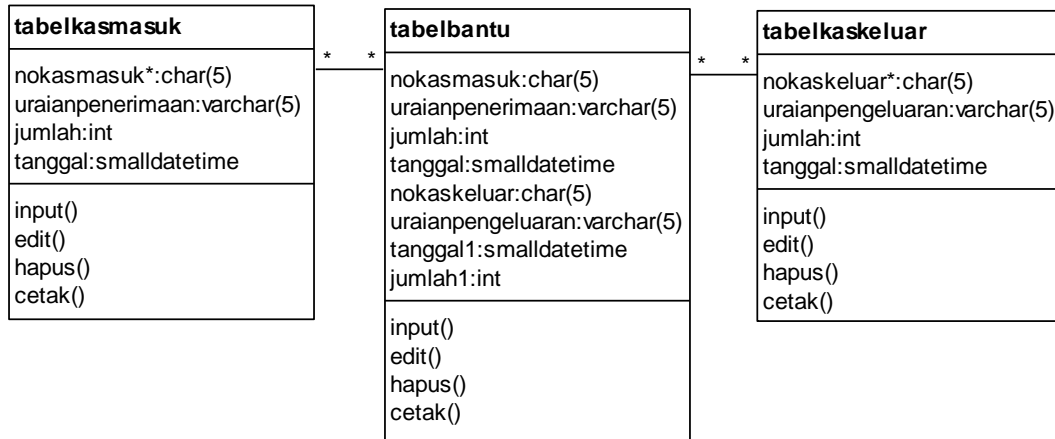 tabelkasmasuk
nokasmasuk*:char(5)
uraianpenerimaan:varchar(5)
jumlah:int
tanggal:smalldatetime
input()
edit()
hapus()
cetak()
* *
tabelbantu
nokasmasuk:char(5)
uraianpenerimaan:varchar(5)
jumlah:int
tanggal:smalldatetime
nokaskeluar:char(5)
uraianpengeluaran:varchar(5)
tanggal1:smalldatetime
jumlah1:int
input()
edit()
hapus()
cetak()
* *
tabelkaskeluar
nokaskeluar*:char(5)
uraianpengeluaran:varchar(5)
jumlah:int
tanggal:smalldatetime
input()
edit()
hapus()
cetak()